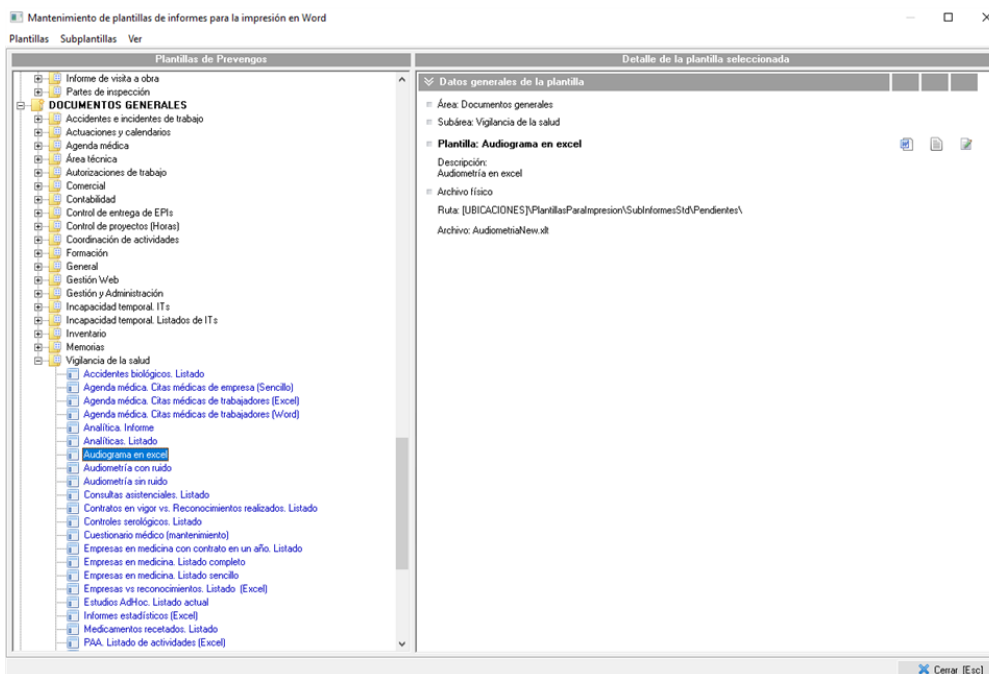 Mantenimiento de plantillas de informes para la impresión en Word
Plantillas Subplantillas Ver
Plantillas de Prevengos
Informe de visita a obra
Partes de inspección
DOCUMENTOS GENERALES
Accidentes e incidentes de trabajo
Actuaciones y calendarios
Agenda médica
Área técnica
Autorizaciones de trabajo
Comercial
Contabilidad
Control de entrega de EPIs
Control de proyectos (Horas)
Coordinación de actividades
Formación
General
Gestión Web
Gestión y Administración
Incapacidad temporal. ITs
Incapacidad temporal. Listados de ITs
Inventario
Memorias
Vigilancia de la salud
Accidentes biológicos. Listado
Agenda médica. Citas médicas de empresa (Sencillo)
Agenda médica. Citas médicas de trabajadores (Excel)
Agenda médica. Citas médicas de trabajadores (Word)
Analítica. Informe
Analíticas. Listado
Audiograma en excel
Audiometría con ruido
Audiometría sin ruido
Consultas asistenciales. Listado
Contratos en vigor vs. Reconocimientos realizados. Listado
Controles serológicos. Listado
Cuestionario médico (mantenimiento)
Empresas en medicina con contrato en un año. Listado
Empresas en medicina. Listado completo
Empresas en medicina. Listado sencillo
Empresas vs reconocimientos. Listado (Excel)
Estudios AdHoc. Listado actual
Informes estadísticos (Excel)
Medicamentos recetados. Listado
PAA. Listado de actividades (Excel)
Detalle de la plantilla seleccionada
Datos generales de la plantilla
Área: Documentos generales
Subárea: Vigilancia de la salud
Plantilla: Audiograma en excel
Descripción:
Audiometría en excel
Archivo físico
Ruta: [UBICACIONES]\PlantillasParaImpresion\SubInformesStd\Pendientes\
Archivo: AudiometriaNew.xlt
Cerrar [Esc]